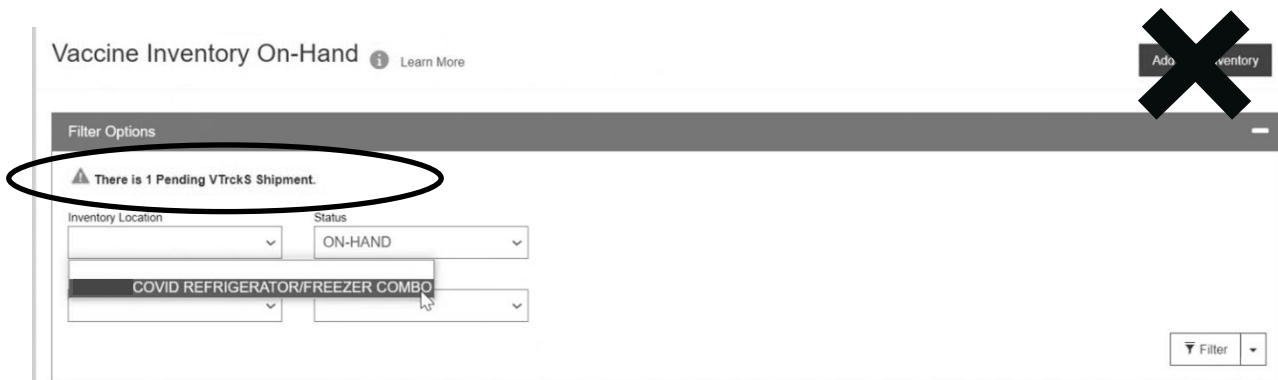 Vaccine Inventory On-Hand Learn More
Filter Options
There is 1 Pending VTrckS Shipment.
Inventory Location Status
ON-HAND
COVID REFRIGERATOR/FREEZER COMBO
Filter